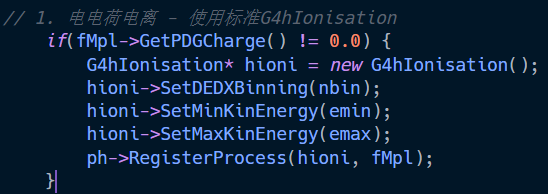 // 1. 电电荷电离 - 使用标准G4hIonisation
if(fMpl->GetPDGCharge() != 0.0) {
G4hIonisation* hioni = new G4hIonisation();
hioni->SetDEDXBinning(nbin);
hioni->SetMinKinEnergy(emin);
hioni->SetMaxKinEnergy(emax);
ph->RegisterProcess(hioni, fMpl);
}